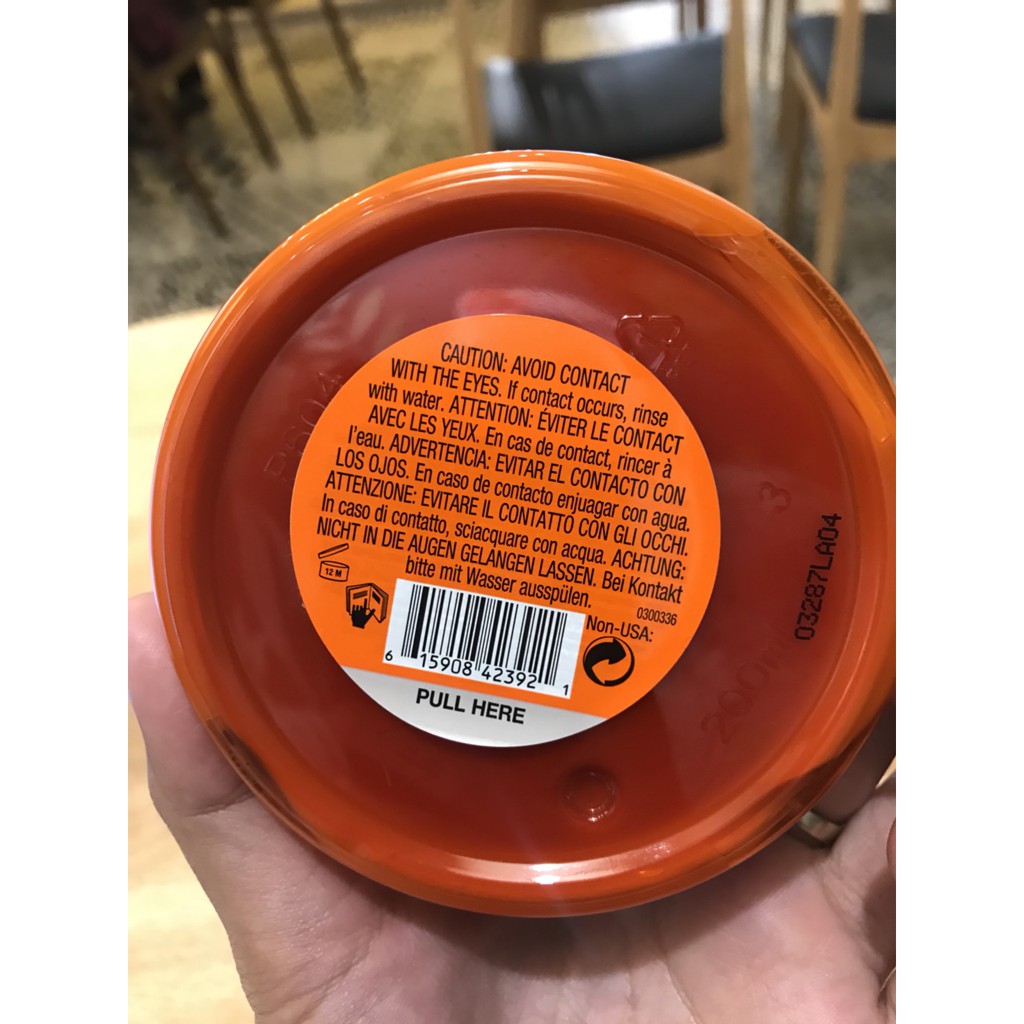 CAUTION: AVOID CONTACT
WITH THE EYES. If contact occurs, rinse
with water. ATTENTION: ÉVITER LE CONTACT
AVEC LES YEUX. En cas de contact, rincer à
l'eau. ADVERTENCIA: EVITAR EL CONTACTO CON
LOS OJOS. En caso de contacto enjuagar con agua.
ATTENZIONE: EVITARE IL CONTATTO CON GLI OCCHI.
In caso di contatto, sciacquare con acqua. ACHTUNG:
NICHT IN DIE AUGEN GELANGEN LASSEN. Bei Kontakt
bitte mit Wasser ausspülen.
0300336
12 M
Non-USA:
6 15908 42392 1
PULL HERE
03287LA04
3